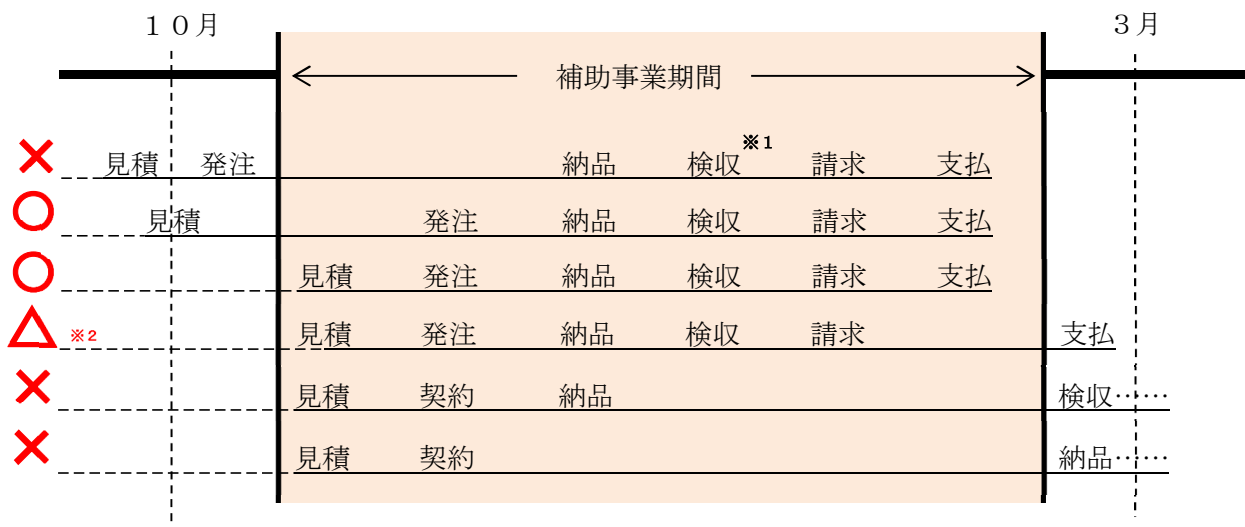 １０月 3月
補助事業期間
※1
× 見積 発注 納品 検収 請求 支払
○ 見積 発注 納品 検収 請求 支払
○ 見積 発注 納品 検収 請求 支払
△ ※2 見積 発注 納品 検収 請求 支払
× 見積 契約 納品 検収……
× 見積 契約 納品……